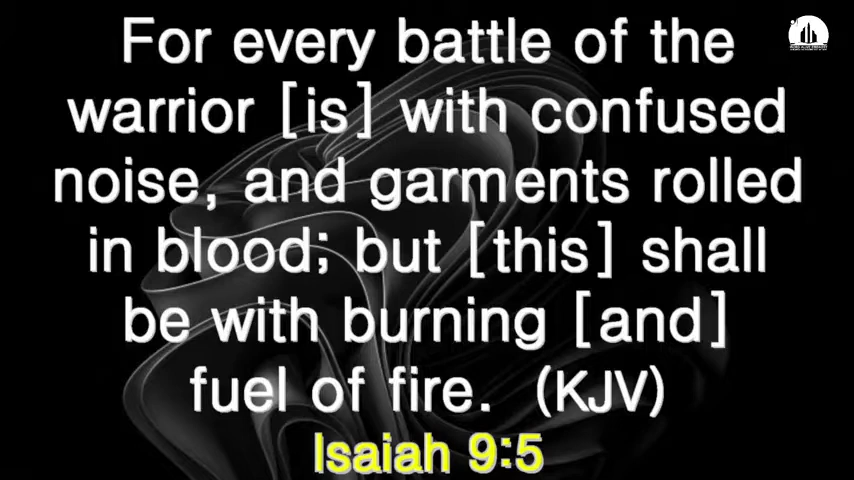 For every battle of the
warrior [is] with confused
noise, and garments rolled
in blood; but [this] shall
be with burning [and]
fuel of fire. (KJV)
Isaiah 9:5